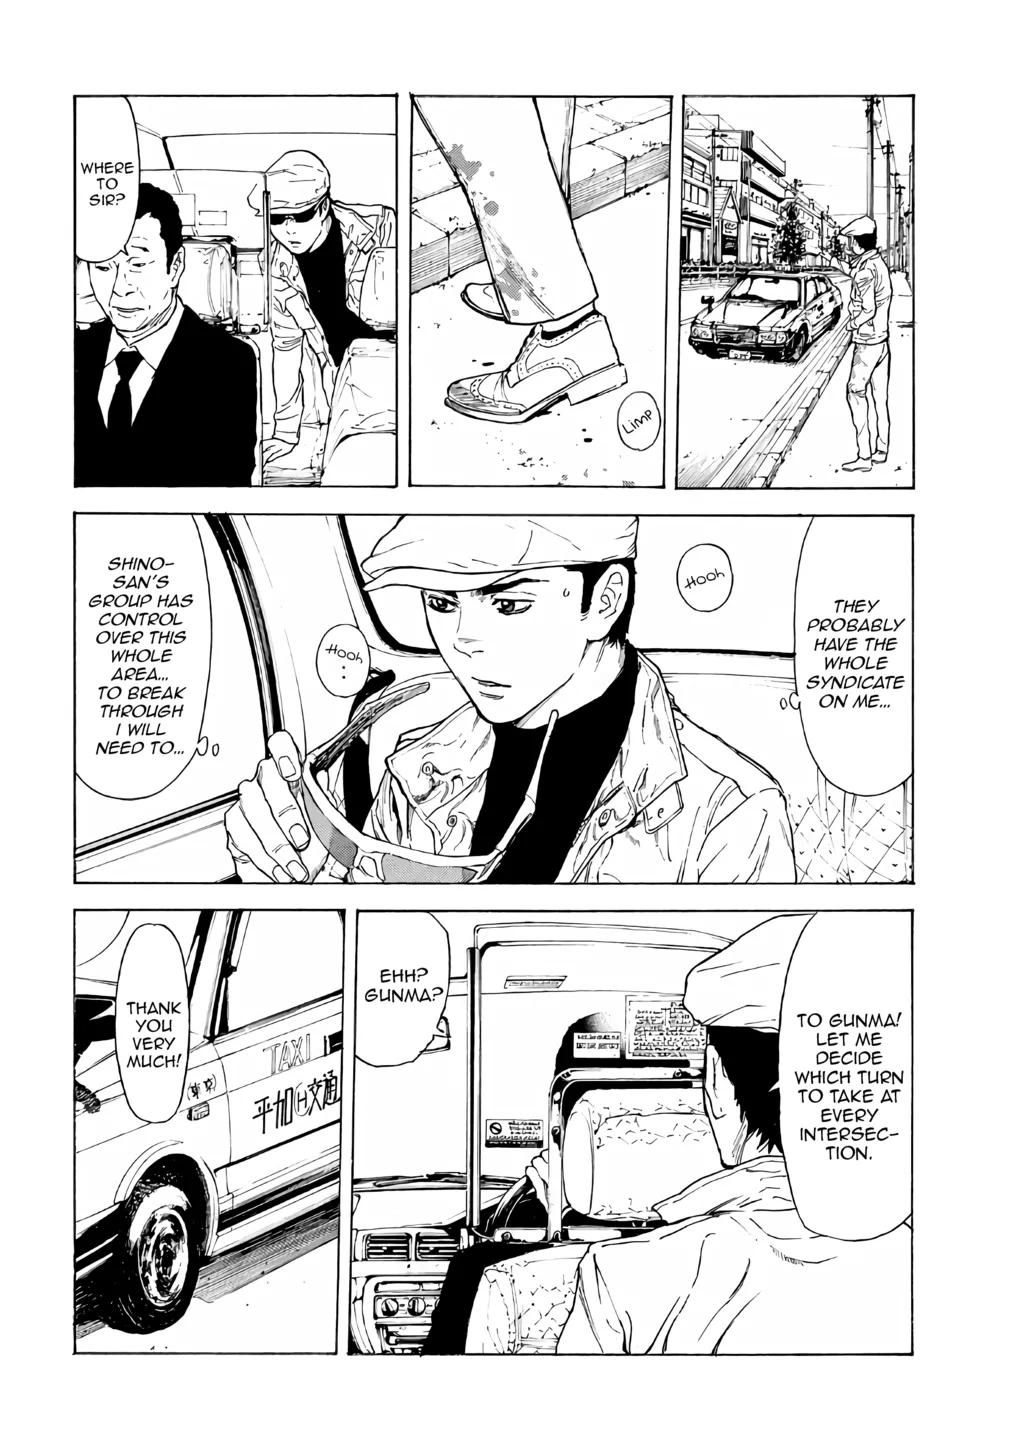 LIMP
WHERE
TO
SIR?
THEY
PROBABLY
HAVE THE
WHOLE
SYNDICATE
ON ME...
HOOH
HOOH
SHINO-
SAN'S
GROUP HAS
CONTROL
OVER THIS
WHOLE
AREA...
TO BREAK
THROUGH
I WILL
NEED TO...
TO GUNMA!
LET ME
DECIDE
WHICH TURN
TO TAKE AT
EVERY
INTERSEC-
TION.
EHH?
GUNMA?
THANK
YOU
VERY
MUCH!
TAXI
平加H交通